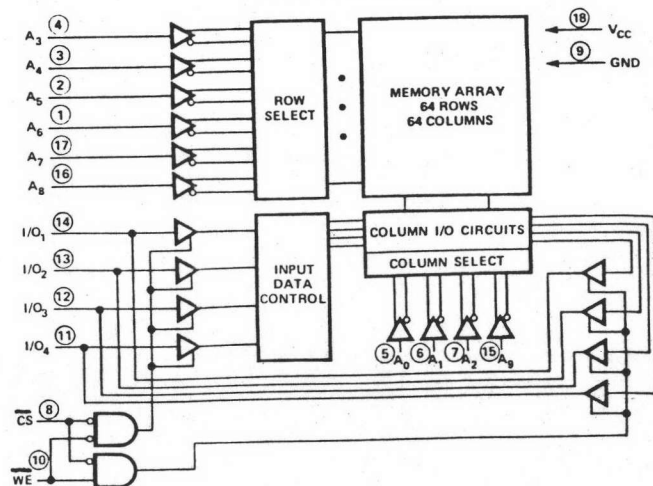 A3 4
A4 3
A5 2
A6 1
A7 17
A8 16
ROW
SELECT
MEMORY ARRAY
64 ROWS
64 COLUMNS
18 VCC
9 GND
I/O1 14
I/O2 13
I/O3 12
I/O4 11
INPUT
DATA
CONTROL
COLUMN I/O CIRCUITS
COLUMN SELECT
5 A0 6 A1 7 A2 15 A9
CS 8
WE 10